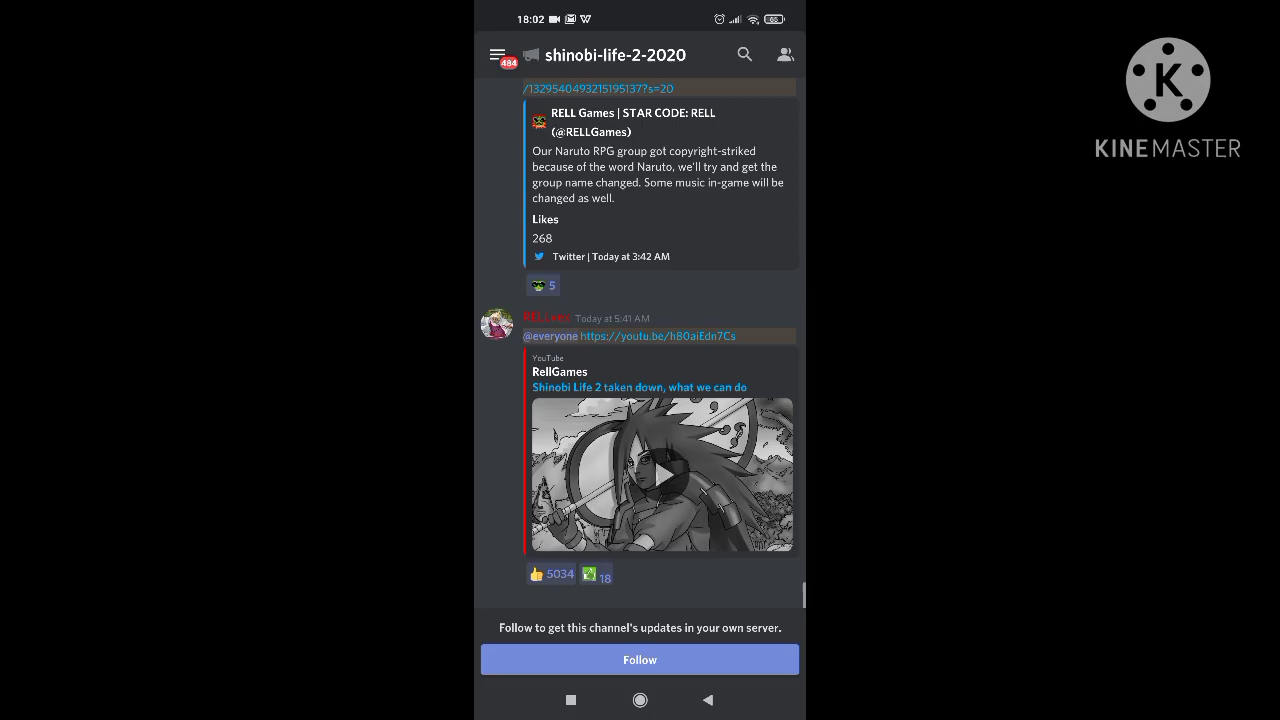 18:02
65
484
shinobi-life-2-2020
/1329540493215195137?s=20
RELL Games | STAR CODE: RELL
(@RELLGames)
Our Naruto RPG group got copyright-striked
because of the word Naruto, we'll try and get the
group name changed. Some music in-game will be
changed as well.
Likes
268
Twitter | Today at 3:42 AM
5
Today at 5:41 AM
@everyone https://youtu.be/h80aiEdn7Cs
YouTube
RellGames
Shinobi Life 2 taken down, what we can do
5034
18
Follow to get this channel's updates in your own server.
Follow
K
KINEMASTER